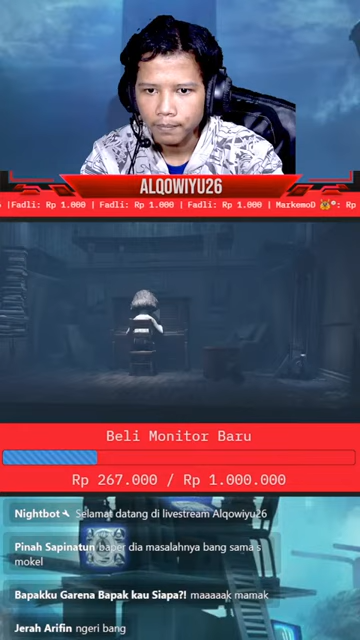 ALQOWIYU26
|Fadli: Rp 1.000 | Fadli: Rp 1.000 | Fadli: Rp 1.000 | MarkemoD 🐯®: Rp
Beli Monitor Baru
Rp 267.000 / Rp 1.000.000
Nightbot Selamat datang di livestream Alqowiyu26
Pinah Sapinatun baper dia masalahnya bang sama s
mokel
Bapakku Garena Bapak kau Siapa?! maaaaak mamak
Jerah Arifin ngeri bang